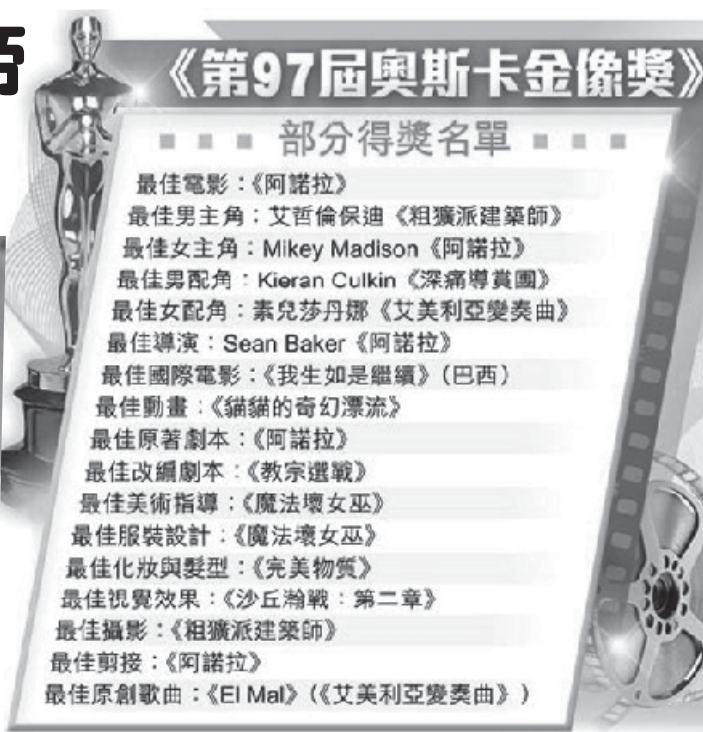 《第97屆奧斯卡金像獎》
部分得獎名單
最佳電影：《阿諾拉》
最佳男主角：艾哲倫保迪《粗獷派建築師》
最佳女主角：Mikey Madison《阿諾拉》
最佳男配角：Kieran Culkin《深痛導賞團》
最佳女配角：素兒莎丹娜《艾美利亞變奏曲》
最佳導演：Sean Baker《阿諾拉》
最佳國際電影：《我生如是繼續》（巴西）
最佳動畫：《貓貓的奇幻漂流》
最佳原著劇本：《阿諾拉》
最佳改編劇本：《教宗選戰》
最佳美術指導：《魔法壞女巫》
最佳服裝設計：《魔法壞女巫》
最佳化妝與髮型：《完美物質》
最佳視覺效果：《沙丘瀚戰：第二章》
最佳攝影：《粗獷派建築師》
最佳剪接：《阿諾拉》
最佳原創歌曲：《El Mal》（《艾美利亞變奏曲》）